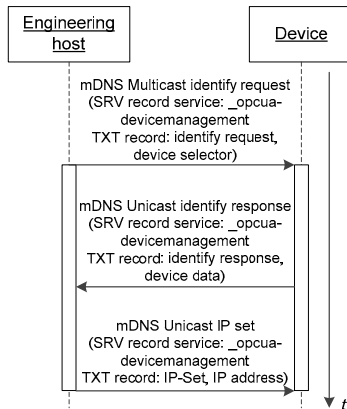 Engineering
host
Device
mDNS Multicast identify request
(SRV record service: _opcua-
devicemanagement
TXT record: identify request,
device selector)
mDNS Unicast identify response
(SRV record service: _opcua-
devicemanagement
TXT record: identify response,
device data)
mDNS Unicast IP set
(SRV record service: _opcua-
devicemanagement
TXT record: IP-Set, IP address)
t